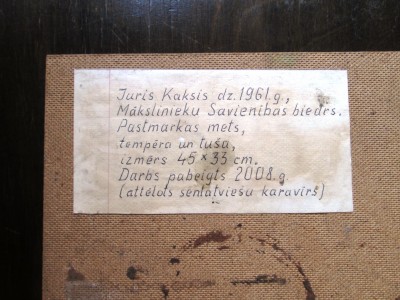 Juris Kaksis dz. 1961.g.,
Mākslinieku Savienības biedrs.
Pastmarkas mets,
tempēra un tuša,
izmērs 45 x 35 cm.
Darbs pabeigts 2008.g.
(attēlots senlatviešu karavīrs)